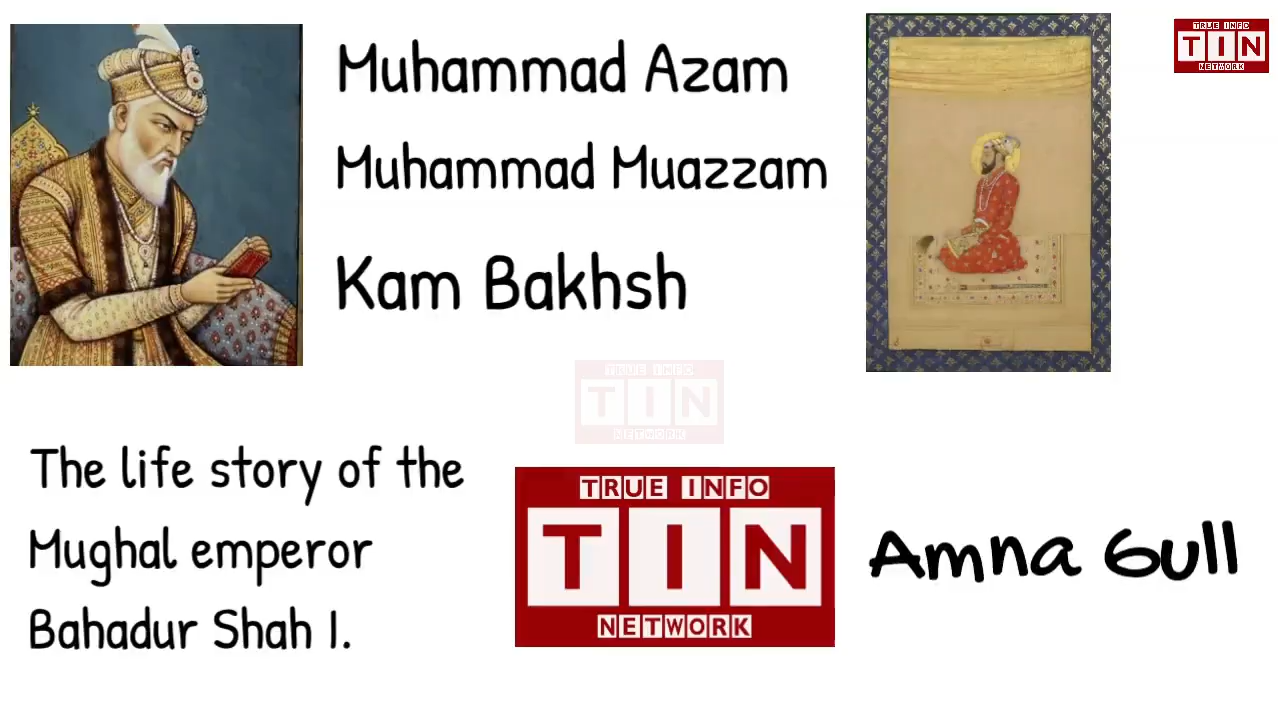 Muhammad Azam
Muhammad Muazzam
Kam Bakhsh
TRUE INFO
TIN
NETWORK
TRUE INFO
TIN
NETWORK
The life story of the
Mughal emperor
Bahadur Shah 1.
TRUE INFO
TIN
NETWORK
Amna Gull